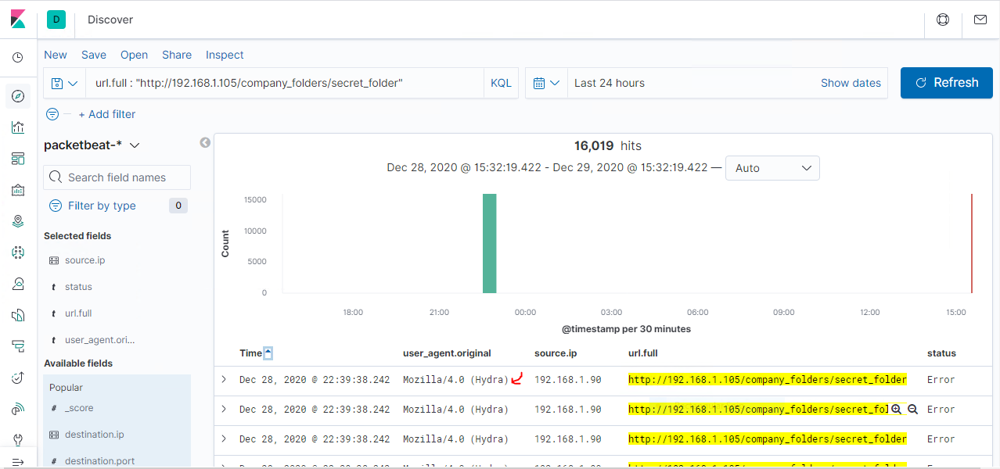 D Discover
New Save Open Share Inspect
url.full : "http://192.168.1.105/company_folders/secret_folder" KQL Last 24 hours Show dates Refresh
+ Add filter
packetbeat-*
16,019 hits
Dec 28, 2020 @ 15:32:19.422 - Dec 29, 2020 @ 15:32:19.422 — Auto
Search field names
Filter by type 0
Selected fields
source.ip
status
url.full
user_agent.ori...
Available fields
Popular
_score
destination.ip
destination.port
Count
15000
10000
5000
0
18:00 21:00 00:00 03:00 06:00 09:00 12:00 15:00
@timestamp per 30 minutes
Time user_agent.original source.ip url.full status
Dec 28, 2020 @ 22:39:38.242 Mozilla/4.0 (Hydra) 192.168.1.90 http://192.168.1.105/company_folders/secret_folder Error
Dec 28, 2020 @ 22:39:38.242 Mozilla/4.0 (Hydra) 192.168.1.90 http://192.168.1.105/company_folders/secret_fol Error
Dec 28, 2020 @ 22:39:38.242 Mozilla/4.0 (Hydra) 192.168.1.90 http://192.168.1.105/company_folders/secret_folder Error